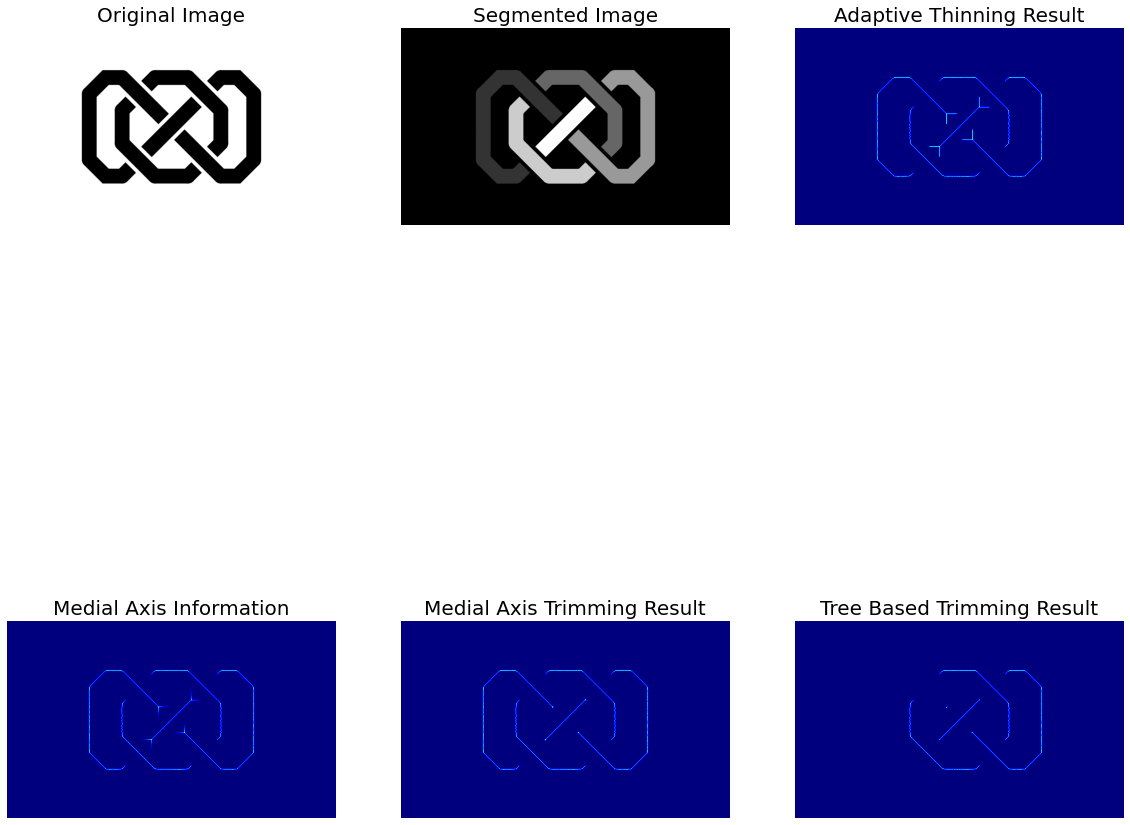 Original Image
Segmented Image
Adaptive Thinning Result
Medial Axis Information
Medial Axis Trimming Result
Tree Based Trimming Result